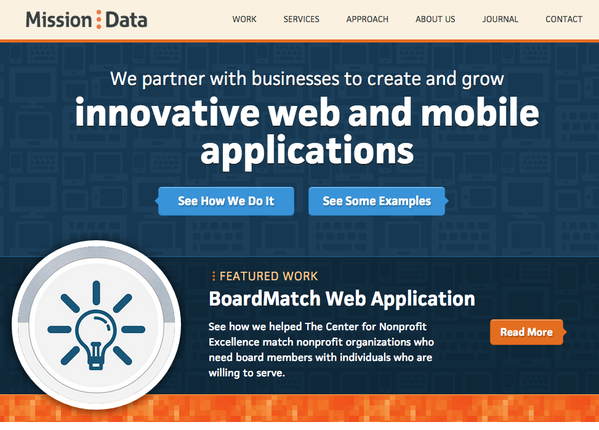 Mission Data
WORK SERVICES APPROACH ABOUT US JOURNAL CONTACT
We partner with businesses to create and grow
innovative web and mobile
applications
See How We Do It
See Some Examples
FEATURED WORK
BoardMatch Web Application
See how we helped The Center for Nonprofit
Excellence match nonprofit organizations who
need board members with individuals who are
willing to serve.
Read More